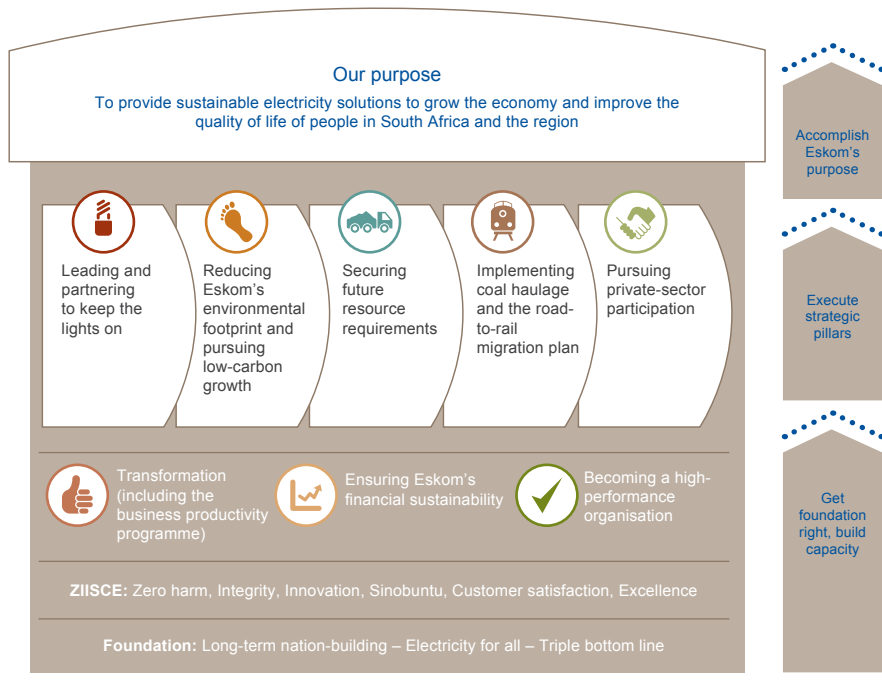 Our purpose
To provide sustainable electricity solutions to grow the economy and improve the
quality of life of people in South Africa and the region
Leading and
partnering
to keep the
lights on
Reducing
Eskom's
environmental
footprint and
pursuing
low-carbon
growth
Securing
future
resource
requirements
Implementing
coal haulage
and the road-
to-rail
migration plan
Pursuing
private-sector
participation
Transformation
(including the
business productivity
programme)
Ensuring Eskom's
financial sustainability
Becoming a high-
performance
organisation
ZIISCE: Zero harm, Integrity, Innovation, Sinobuntu, Customer satisfaction, Excellence
Foundation: Long-term nation-building – Electricity for all – Triple bottom line
Accomplish
Eskom's
purpose
Execute
strategic
pillars
Get
foundation
right, build
capacity